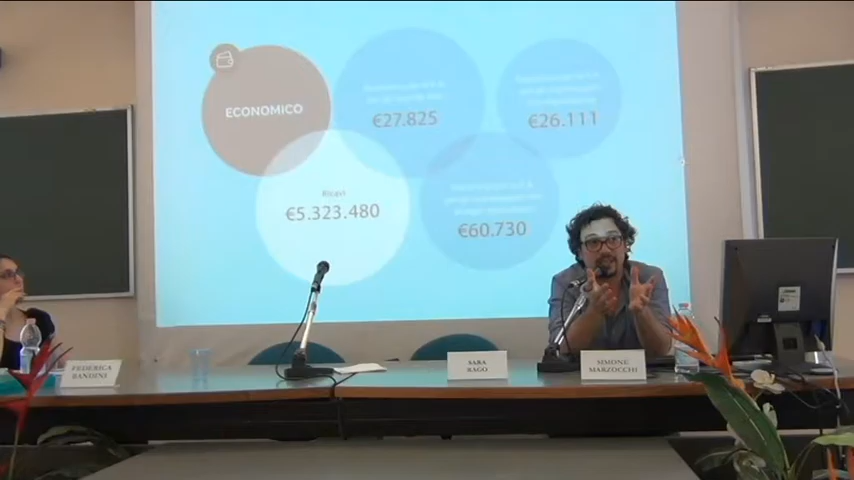 ECONOMICO
€27.825
€26.111
Ricavi
€5.323.480
€60.730
FEDERICA
BANDINI
SARA
RAGO
SIMONE
MARZOCCHI